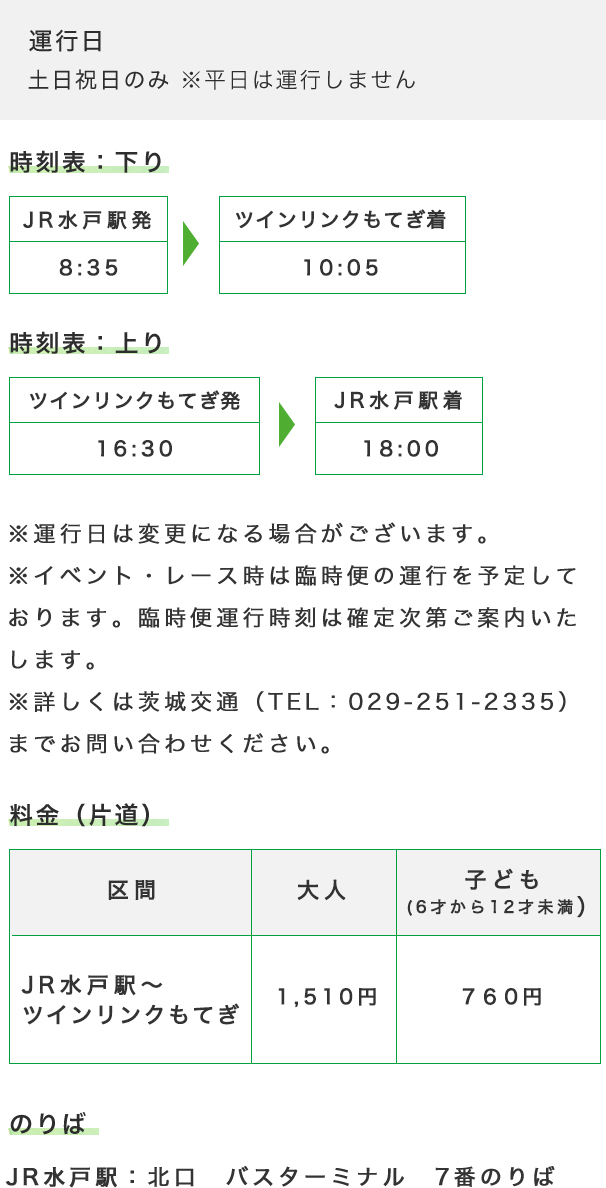 運行日
土日祝日のみ ※平日は運行しません
時刻表：下り
JR水戸駅発 ツインリンクもてぎ着
8:35 10:05
時刻表：上り
ツインリンクもてぎ発 JR水戸駅着
16:30 18:00
※運行日は変更になる場合がございます。
※イベント・レース時は臨時便の運行を予定して
おります。臨時便運行時刻は確定次第ご案内いた
します。
※詳しくは茨城交通（TEL：029-251-2335）
までお問い合わせください。
料金（片道）
区間 大人 子ども
(6才から12才未満)
JR水戸駅〜
ツインリンクもてぎ
1,510円 760円
のりば
JR水戸駅：北口　バスターミナル　7番のりば